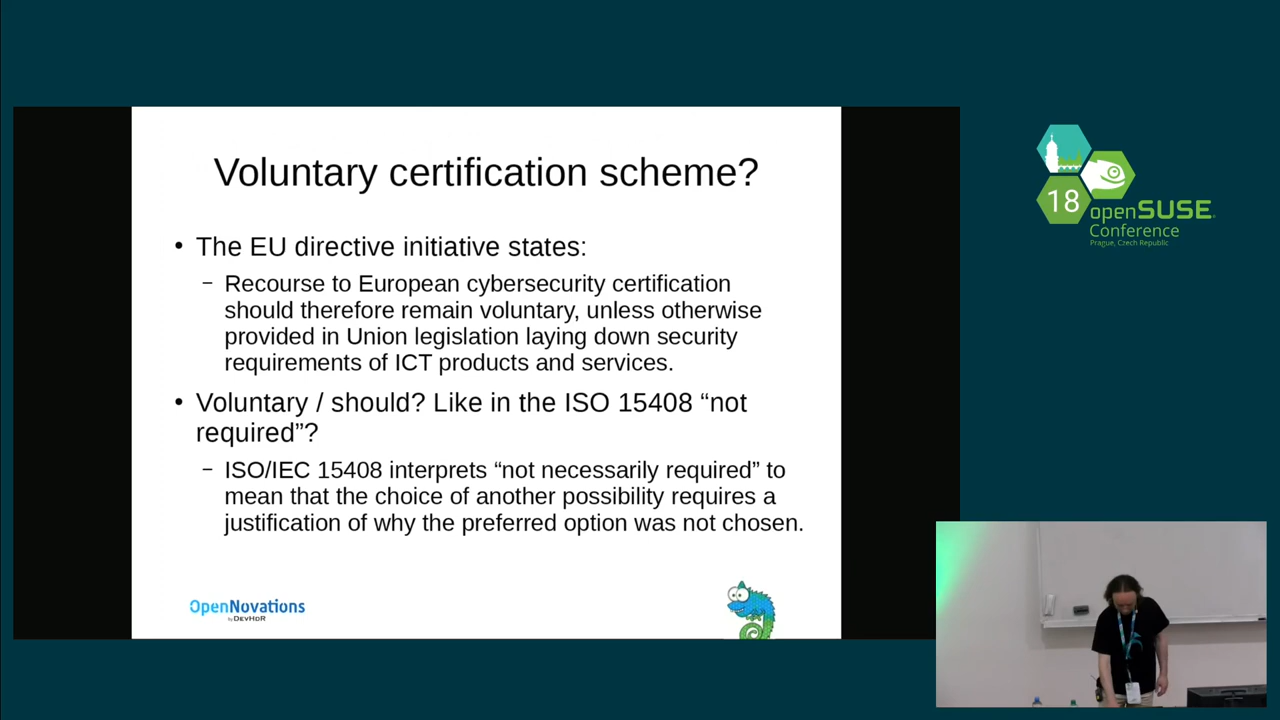 Voluntary certification scheme?
• The EU directive initiative states:
– Recourse to European cybersecurity certification
should therefore remain voluntary, unless otherwise
provided in Union legislation laying down security
requirements of ICT products and services.
• Voluntary / should? Like in the ISO 15408 “not
required”?
– ISO/IEC 15408 interprets “not necessarily required” to
mean that the choice of another possibility requires a
justification of why the preferred option was not chosen.
OpenNovations
by DEVHDR
18
openSUSE
Conference
Prague, Czech Republic